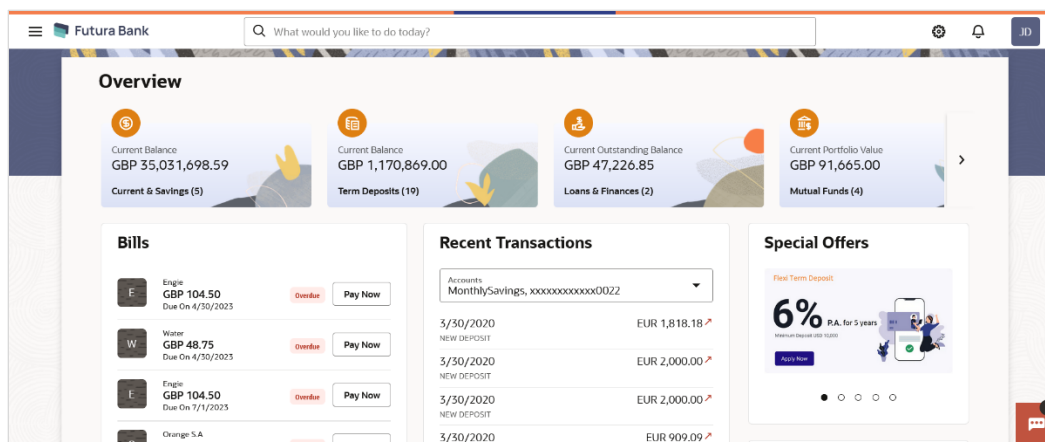 Futura Bank
What would you like to do today?
JD
Overview
Current Balance
GBP 35,031,698.59
Current & Savings (5)
Current Balance
GBP 1,170,869.00
Term Deposits (19)
Current Outstanding Balance
GBP 47,226.85
Loans & Finances (2)
Current Portfolio Value
GBP 91,665.00
Mutual Funds (4)
Bills
E
Engie
GBP 104.50
Due On 4/30/2023
Overdue
Pay Now
W
Water
GBP 48.75
Due On 4/30/2023
Overdue
Pay Now
E
Engie
GBP 104.50
Due On 7/1/2023
Overdue
Pay Now
Orange S.A
Recent Transactions
Accounts
MonthlySavings, xxxxxxxxxxxx0022
3/30/2020 EUR 1,818.18
NEW DEPOSIT
3/30/2020 EUR 2,000.00
NEW DEPOSIT
3/30/2020 EUR 2,000.00
NEW DEPOSIT
3/30/2020 EUR 909.09
Special Offers
Flexi Term Deposit
6% P.A. for 5 years
Minimum Deposit USD 10,000
Apply Now